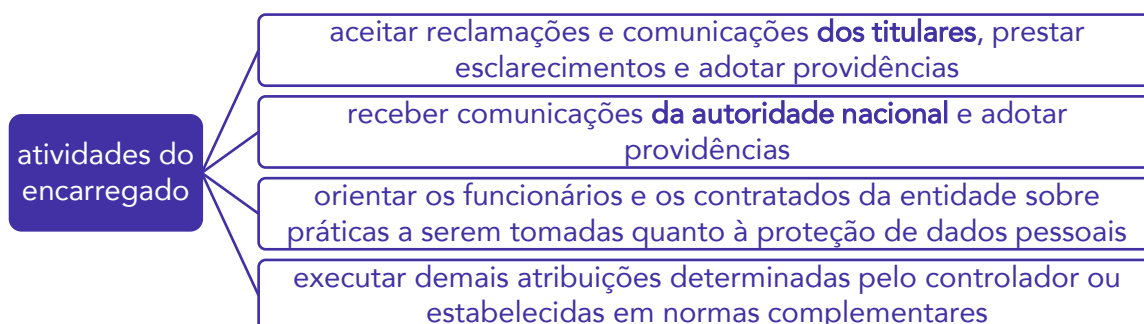 aceitar reclamações e comunicações dos titulares, prestar
esclarecimentos e adotar providências
receber comunicações da autoridade nacional e adotar
providências
atividades do
encarregado
orientar os funcionários e os contratados da entidade sobre
práticas a serem tomadas quanto à proteção de dados pessoais
executar demais atribuições determinadas pelo controlador ou
estabelecidas em normas complementares